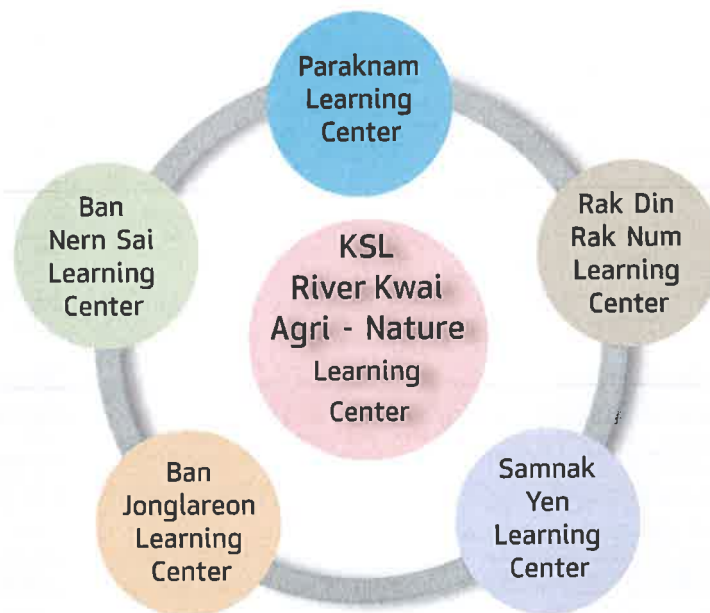 Paraknam
Learning
Center
Ban
Nern Sai
Learning
Center
Rak Din
Rak Num
Learning
Center
KSL
River Kwai
Agri - Nature
Learning
Center
Ban
Jonglareon
Learning
Center
Samnak
Yen
Learning
Center